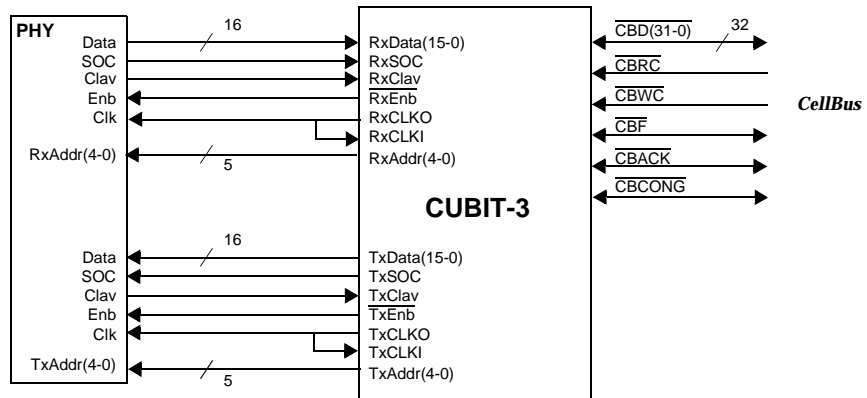 PHY
Data 16 RxData(15-0)
SOC RxSOC
Clav RxClav
Enb RxEnb
Clk RxCLKO
RxCLKI
RxAddr(4-0) 5 RxAddr(4-0)
CUBIT-3
Data 16 TxData(15-0)
SOC TxSOC
Clav TxClav
Enb TxEnb
Clk TxCLKO
TxCLKI
TxAddr(4-0) 5 TxAddr(4-0)
CBD(31-0) 32
CBRC
CBWC
CBF
CBACK
CBCONG
CellBus